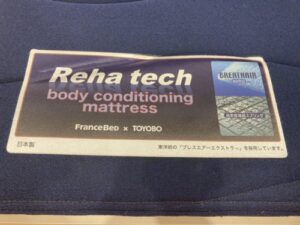 Reha tech
body conditioning
mattress
FRANCEBED × TOYOBO
BREATHAIR
日本製
東洋紡の「ブレスエアーエクストラ®」を採用しています。